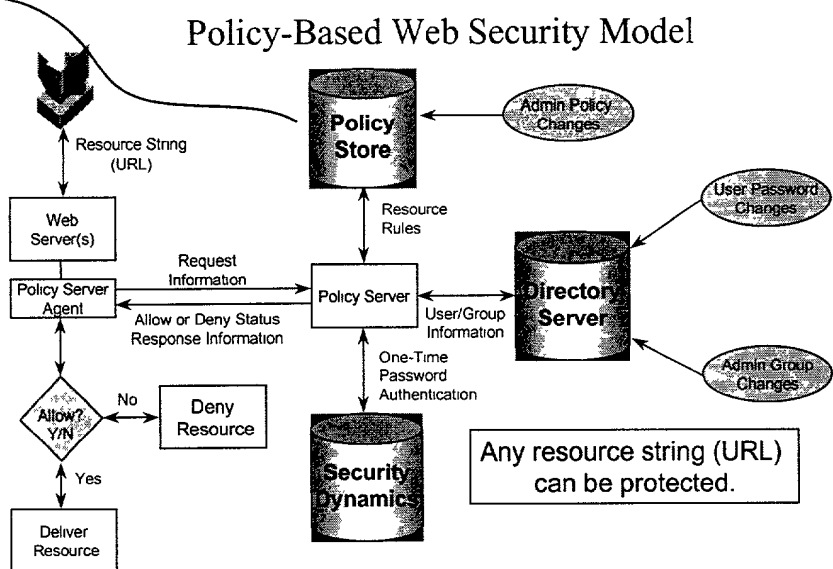 Policy-Based Web Security Model
Resource String
(URL)
Policy
Store
Admin Policy
Changes
Web
Server(s)
Resource
Rules
User Password
Changes
Request
Information
Policy Server
Agent
Policy Server
Directory
Server
Allow or Deny Status
Response Information
User/Group
Information
One-Time
Password
Authentication
Admin Group
Changes
Allow?
Y/N
No
Deny
Resource
Yes
Security
Dynamics
Any resource string (URL)
can be protected.
Deliver
Resource